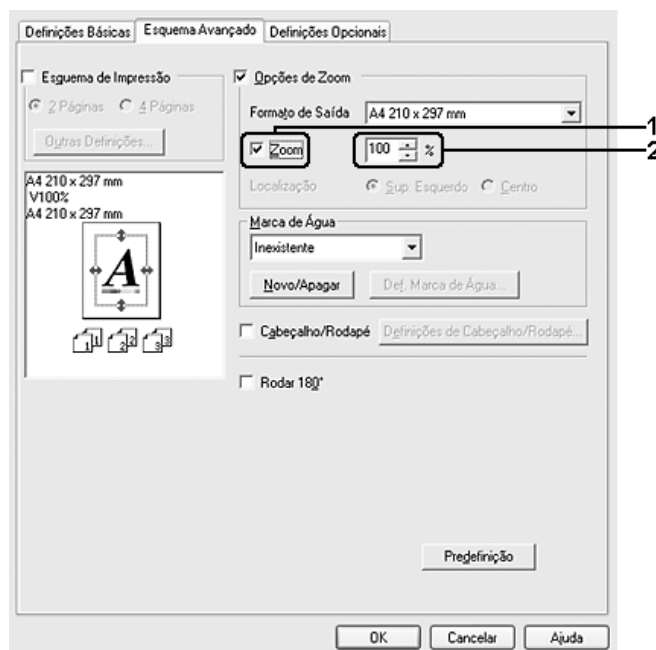 Definições Básicas
Esquema Avançado
Definições Opcionais
Esquema de Impressão
2 Páginas
4 Páginas
Outras Definições...
A4 210 x 297 mm
V100%
A4 210 x 297 mm
A
1 1
2 2
3 3
Opções de Zoom
Formato de Saída
A4 210 x 297 mm
Zoom
100
%
1
2
Localização
Sup. Esquerdo
Centro
Marca de Água
Inexistente
Novo/Apagar
Def. Marca de Água...
Cabeçalho/Rodapé
Definições de Cabeçalho/Rodapé...
Rodar 180°
Predefinição
OK
Cancelar
Ajuda